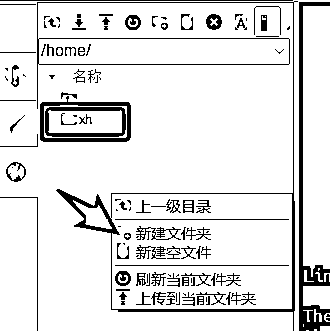 /home/
名称
xh
上一级目录
新建文件夹
新建空文件
刷新当前文件夹
上传到当前文件夹
Lin
The